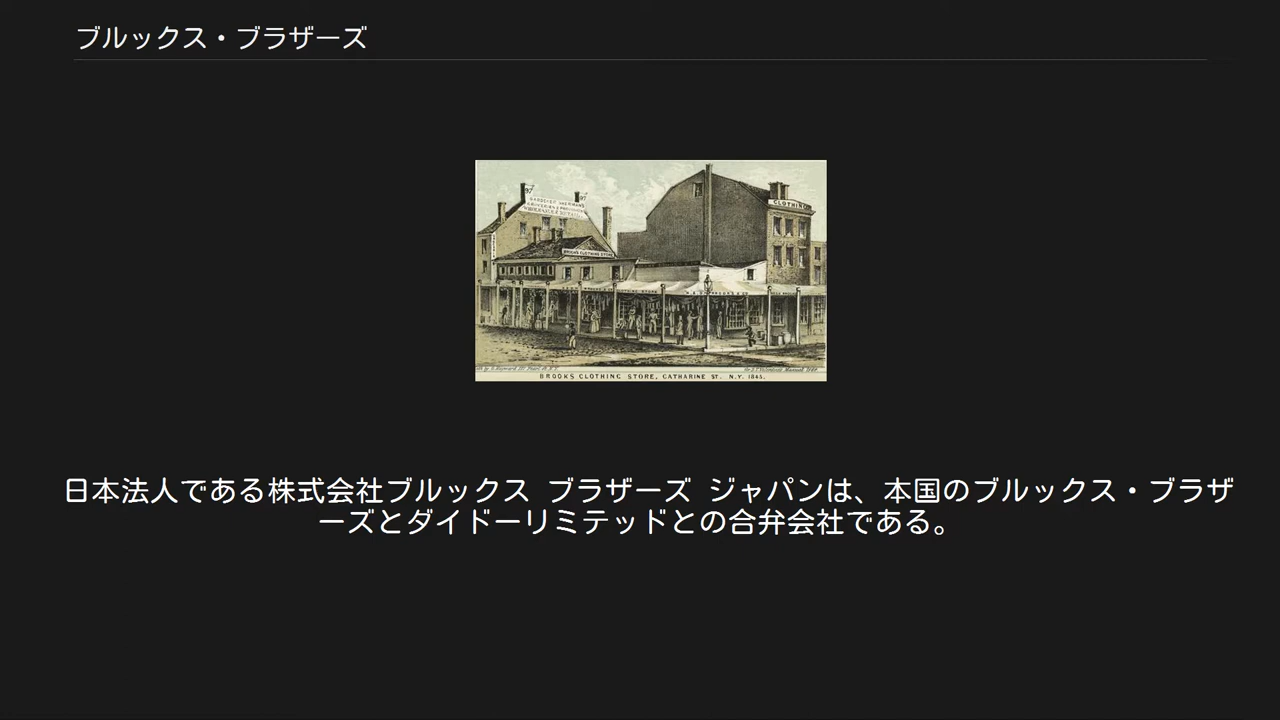 ブルックス・ブラザーズ
CLOTHING
BROOKS CLOTHING STORE, CATHARINE ST. N.Y. 1845.
日本法人である株式会社ブルックス ブラザーズ ジャパンは、本国のブルックス・ブラザ
ーズとダイドーリミテッドとの合弁会社である。